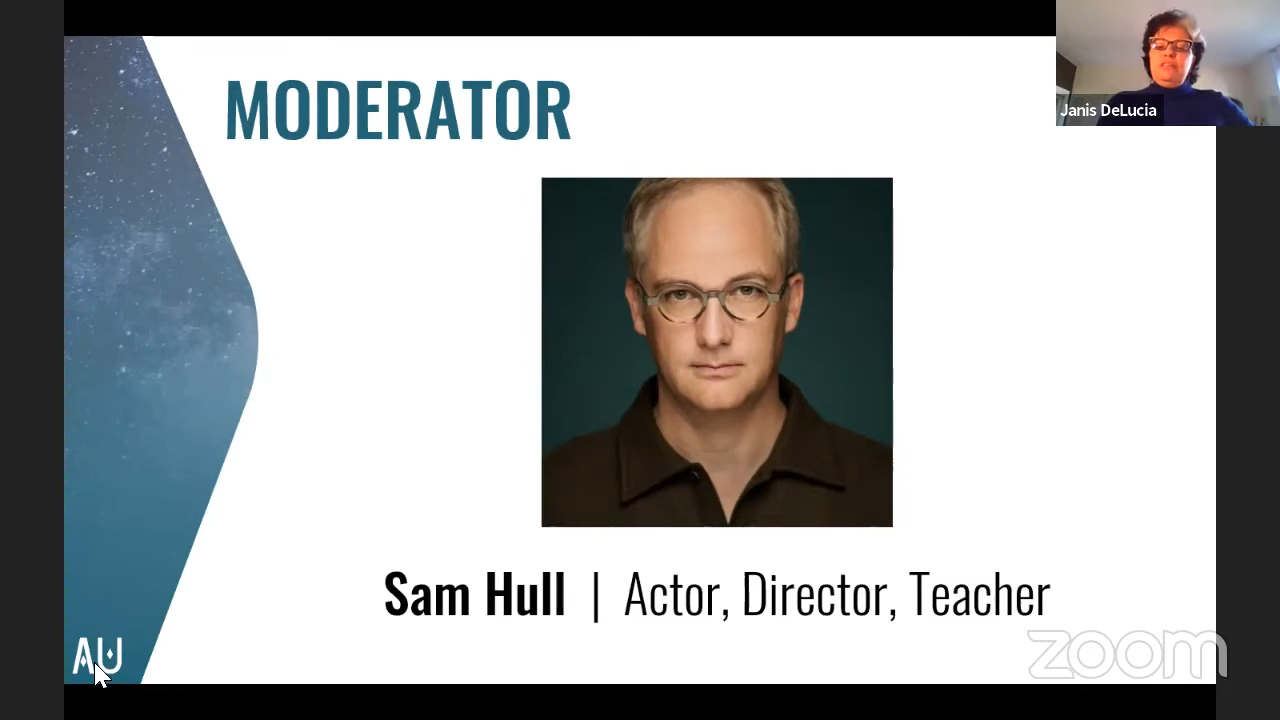 MODERATOR
Janis DeLucia
Sam Hull | Actor, Director, Teacher
AU
zoom